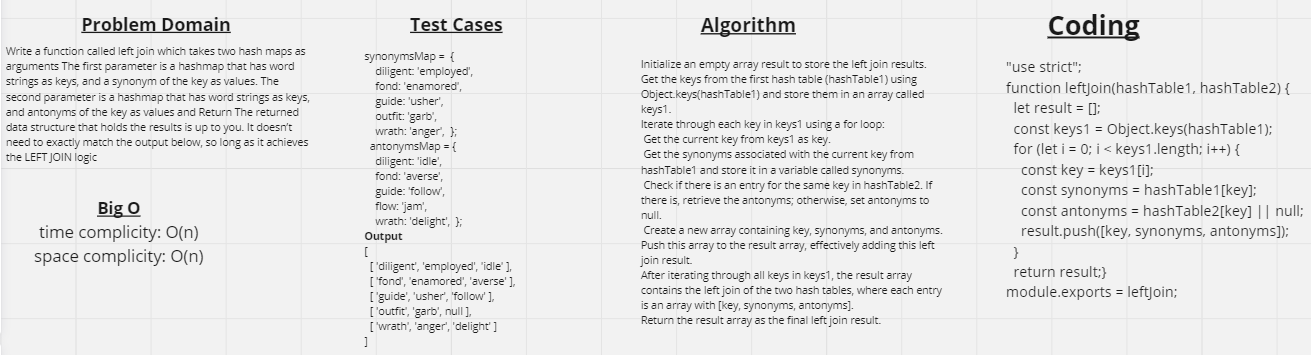 Problem Domain
Write a function called left join which takes two hash maps as
arguments The first parameter is a hashmap that has word
strings as keys, and a synonym of the key as values. The
second parameter is a hashmap that has word strings as keys,
and antonyms of the key as values and Return The returned
data structure that holds the results is up to you. It doesn't
need to exactly match the output below, so long as it achieves
the LEFT JOIN logic
Big O
time complicity: O(n)
space complicity: O(n)
Test Cases
synonymsMap = {
diligent: 'employed',
fond: 'enamored',
guide: 'usher',
outfit: 'garb',
wrath: 'anger', };
antonymsMap = {
diligent: 'idle',
fond: 'averse',
guide: 'follow',
flow: 'jam',
wrath: 'delight', };
Output
[
[ 'diligent', 'employed', 'idle' ],
[ 'fond', 'enamored', 'averse' ],
[ 'guide', 'usher', 'follow' ],
[ 'outfit', 'garb', null ],
[ 'wrath', 'anger', 'delight' ]
]
Algorithm
Initialize an empty array result to store the left join results.
Get the keys from the first hash table (hashTable1) using
Object.keys(hashTable1) and store them in an array called
keys1.
Iterate through each key in keys1 using a for loop:
Get the current key from keys1 as key.
Get the synonyms associated with the current key from
hashTable1 and store it in a variable called synonyms.
Check if there is an entry for the same key in hashTable2. If
there is, retrieve the antonyms; otherwise, set antonyms to
null.
Create a new array containing key, synonyms, and antonyms.
Push this array to the result array, effectively adding this left
join result.
After iterating through all keys in keys1, the result array
contains the left join of the two hash tables, where each entry
is an array with [key, synonyms, antonyms].
Return the result array as the final left join result.
Coding
"use strict";
function leftJoin(hashTable1, hashTable2) {
let result = [];
const keys1 = Object.keys(hashTable1);
for (let i = 0; i < keys1.length; i++) {
const key = keys1[i];
const synonyms = hashTable1[key];
const antonyms = hashTable2[key] || null;
result.push([key, synonyms, antonyms]);
}
return result;}
module.exports = leftJoin;